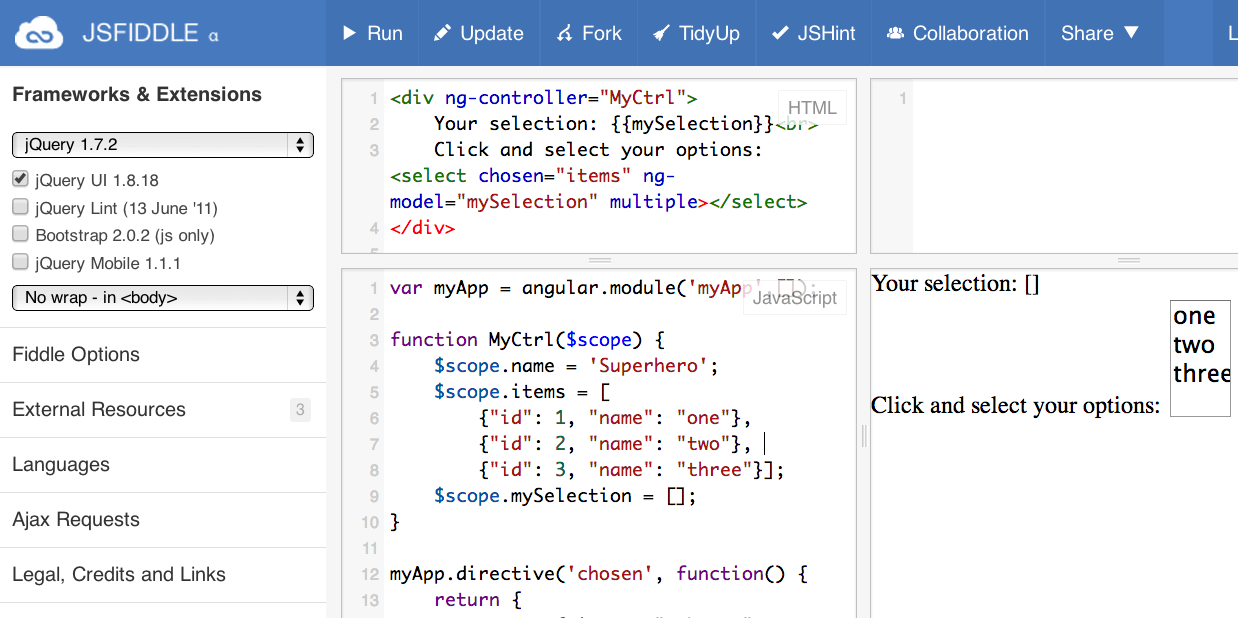 JSFIDDLE α
Run
Update
Fork
TidyUp
JSHint
Collaboration
Share ▼
L
Frameworks & Extensions
jQuery 1.7.2
jQuery UI 1.8.18
jQuery Lint (13 June '11)
Bootstrap 2.0.2 (js only)
jQuery Mobile 1.1.1
No wrap - in <body>
Fiddle Options
External Resources 3
Languages
Ajax Requests
Legal, Credits and Links
HTML
1 <div ng-controller="MyCtrl">
2     Your selection: {{mySelection}}<br>
3     Click and select your options:
<select chosen="items" ng-
model="mySelection" multiple></select>
4 </div>
5
JavaScript
1 var myApp = angular.module('myApp', []);
2
3 function MyCtrl($scope) {
4     $scope.name = 'Superhero';
5     $scope.items = [
6         {"id": 1, "name": "one"},
7         {"id": 2, "name": "two"},
8         {"id": 3, "name": "three"}];
9     $scope.mySelection = [];
10 }
11
12 myApp.directive('chosen', function() {
13     return {
1
Your selection: []
one
two
three
Click and select your options: